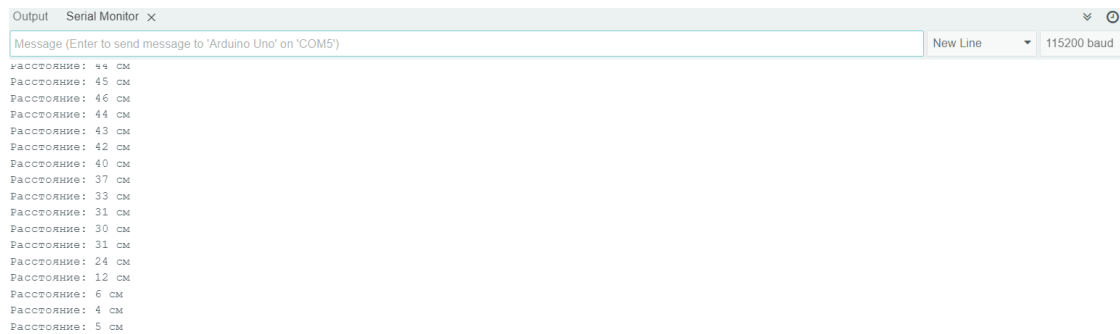 Output Serial Monitor
Message (Enter to send message to 'Arduino Uno' on 'COM5') New Line 115200 baud
Расстояние: 44 см
Расстояние: 45 см
Расстояние: 46 см
Расстояние: 44 см
Расстояние: 43 см
Расстояние: 42 см
Расстояние: 40 см
Расстояние: 37 см
Расстояние: 33 см
Расстояние: 31 см
Расстояние: 30 см
Расстояние: 31 см
Расстояние: 24 см
Расстояние: 12 см
Расстояние: 6 см
Расстояние: 4 см
Расстояние: 5 см